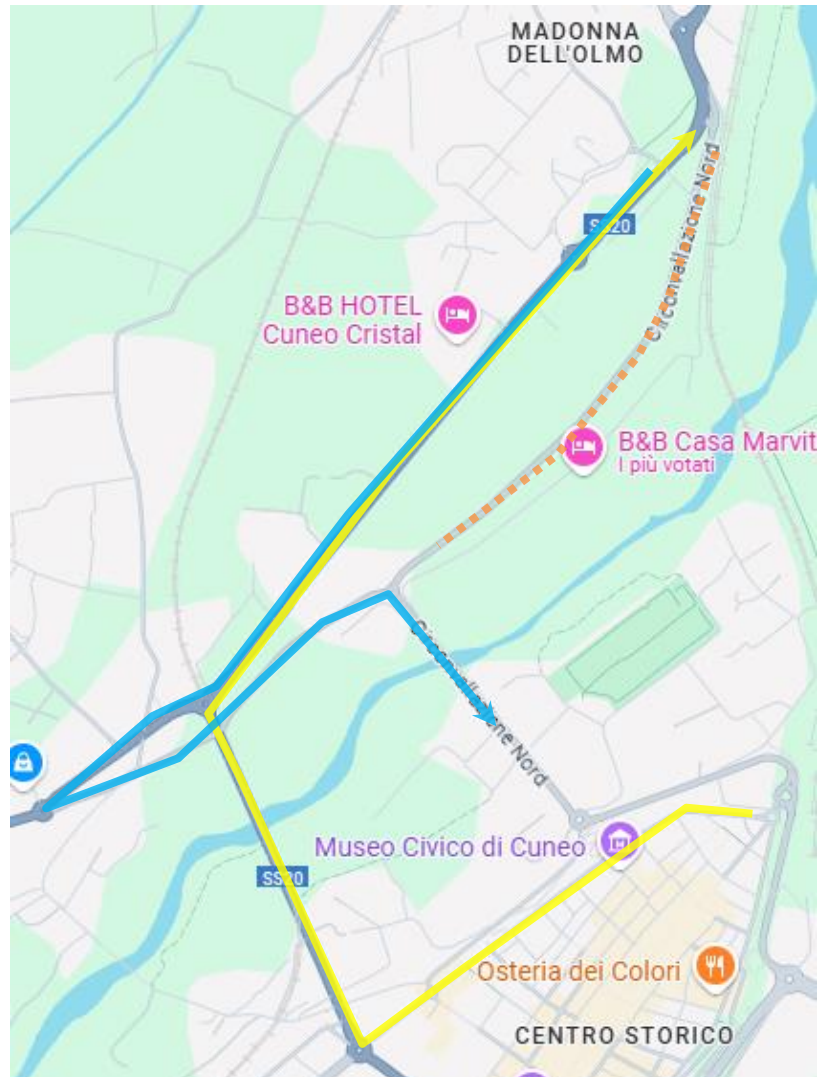 MADONNA
DELL'OLMO
Circonvallazione Nord
SS20
B&B HOTEL
Cuneo Cristal
B&B Casa Marvit
I più votati
Circonvallazione Nord
Museo Civico di Cuneo
SS20
Osteria dei Colori
CENTRO STORICO